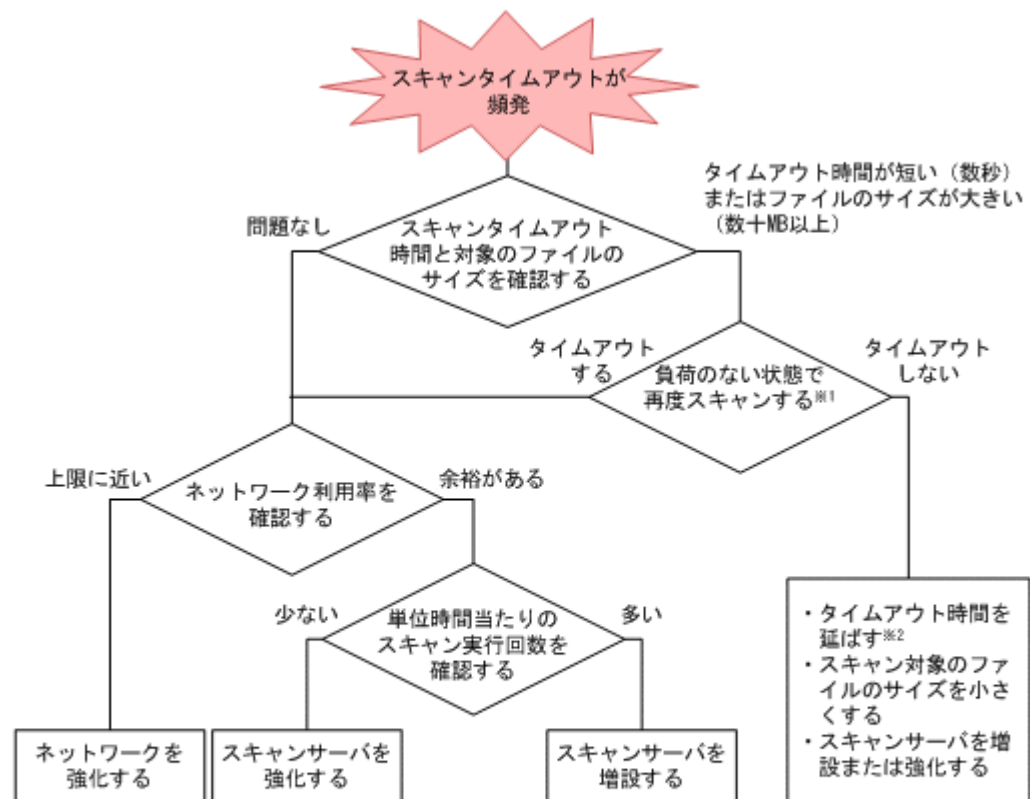 スキャンタイムアウトが
頻発
タイムアウト時間が短い（数秒）
またはファイルのサイズが大きい
（数十MB以上）
問題なし
スキャンタイムアウト
時間と対象のファイルの
サイズを確認する
タイムアウト
する
負荷のない状態で
再度スキャンする※1
タイムアウト
しない
上限に近い
ネットワーク利用率を
確認する
余裕がある
少ない
単位時間当たりの
スキャン実行回数を
確認する
多い
・タイムアウト時間を
延ばす※2
・スキャン対象のファ
イルのサイズを小さ
くする
・スキャンサーバを増
設または強化する
ネットワークを
強化する
スキャンサーバを
強化する
スキャンサーバを
増設する